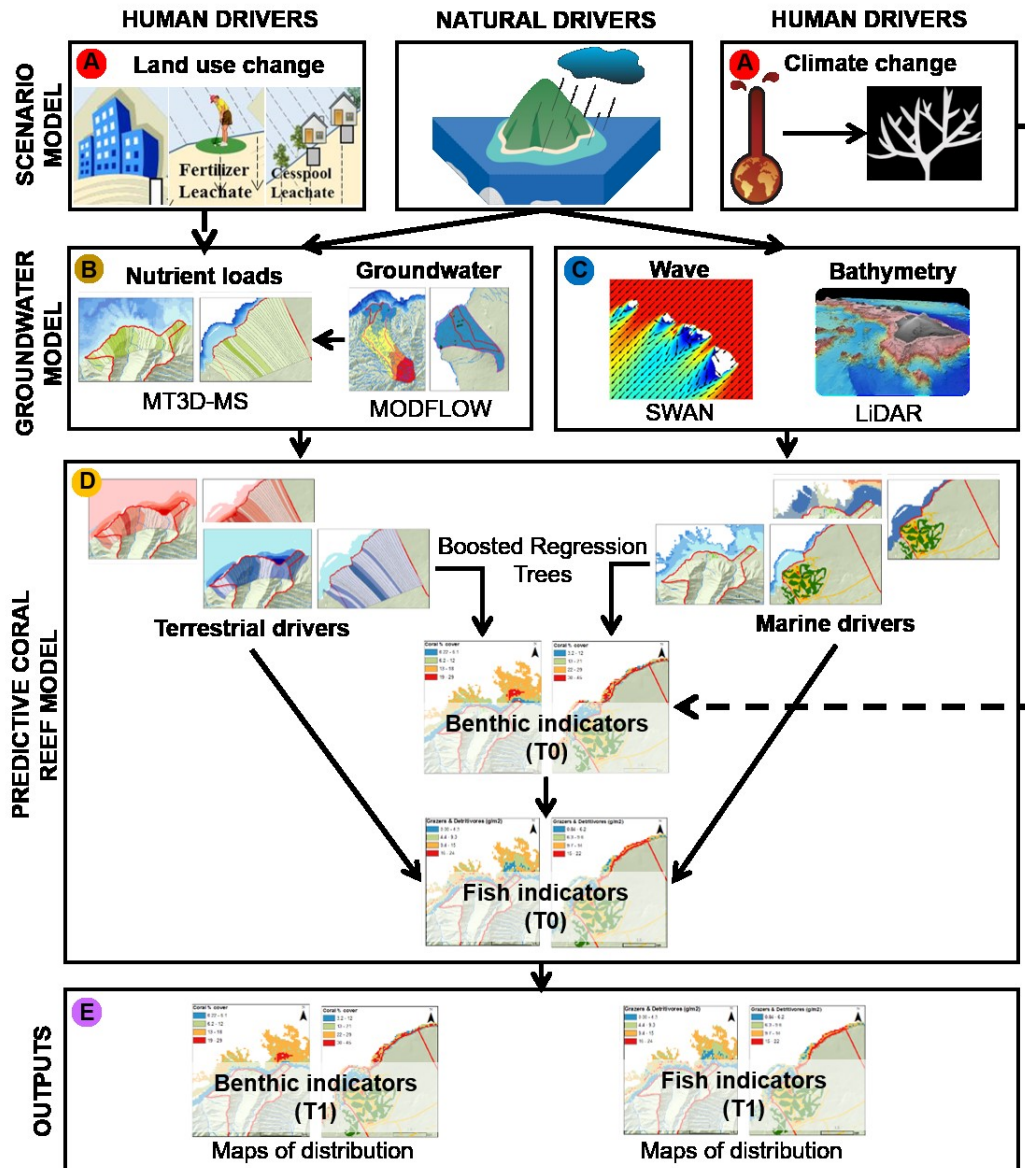 HUMAN DRIVERS
NATURAL DRIVERS
HUMAN DRIVERS
SCENARIO
MODEL
A
Land use change
Fertilizer
Leachate
Cesspool
Leachate
A
Climate change
GROUNDWATER
MODEL
B
Nutrient loads
Groundwater
MT3D-MS
MODFLOW
C
Wave
Bathymetry
SWAN
LiDAR
PREDICTIVE CORAL
REEF MODEL
D
Boosted Regression
Trees
Terrestrial drivers
Marine drivers
Coral % cover
Coral % cover
Benthic indicators
(T0)
Grazers & Detritivores (g/m2)
Grazers & Detritivores (g/m2)
Fish indicators
(T0)
OUTPUTS
E
Coral % cover
Coral % cover
Benthic indicators
(T1)
Maps of distribution
Grazers & Detritivores (g/m2)
Grazers & Detritivores (g/m2)
Fish indicators
(T1)
Maps of distribution